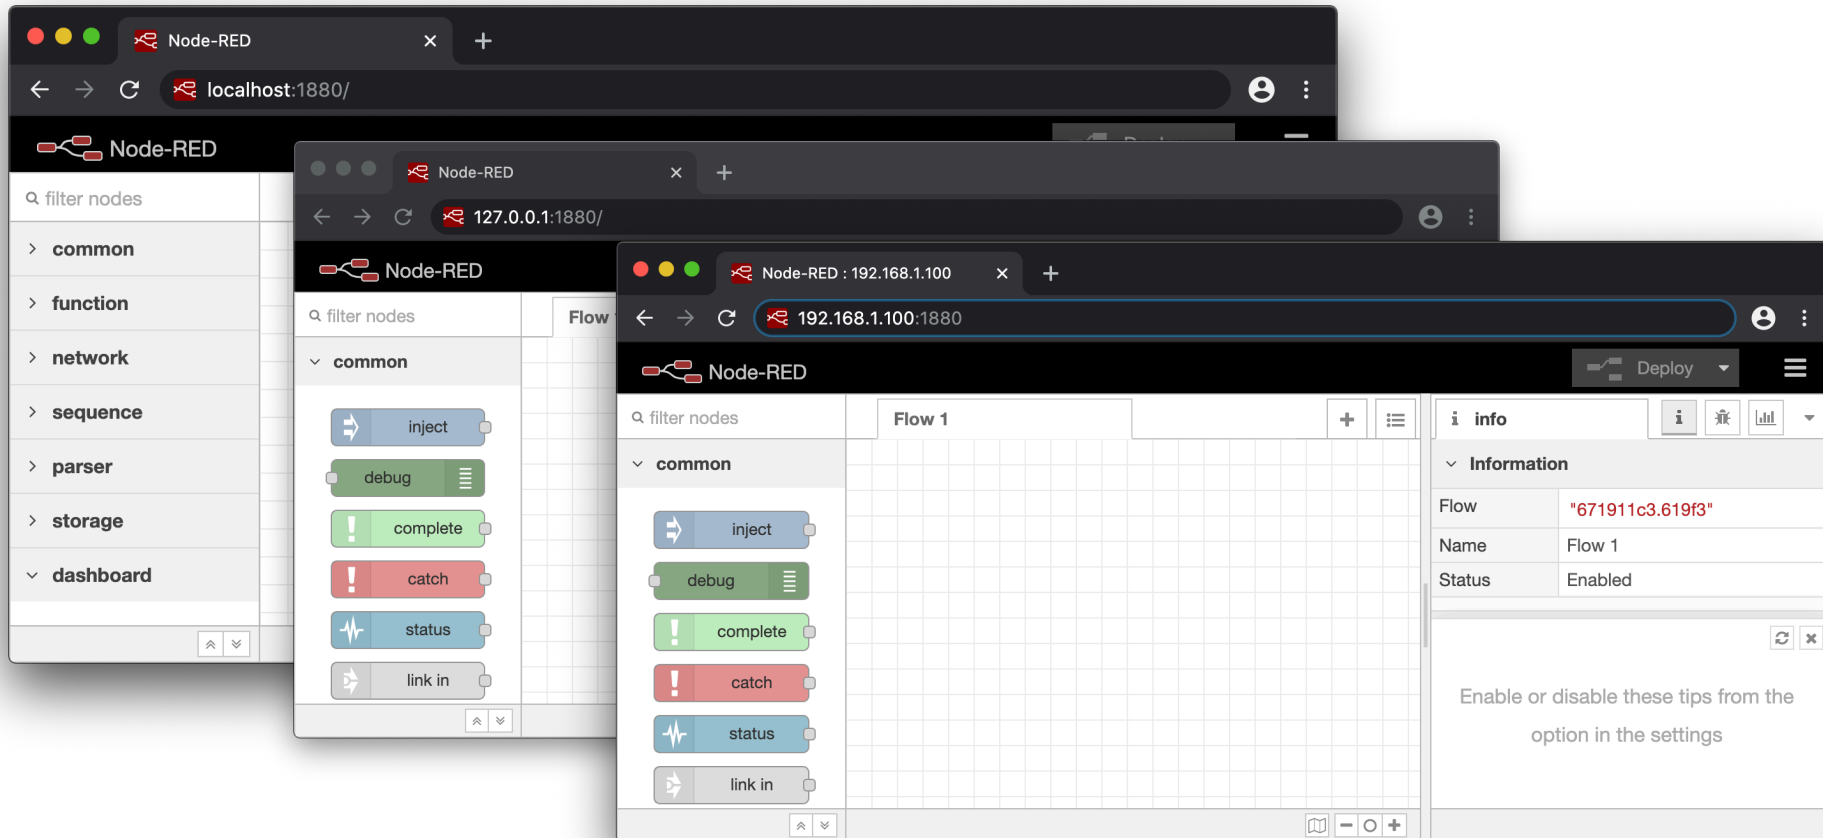 Node-RED
localhost:1880/
Node-RED
Deploy
filter nodes
common
function
network
sequence
parser
storage
dashboard
Node-RED
127.0.0.1:1880/
Node-RED
filter nodes
Flow
common
inject
debug
complete
catch
status
link in
Node-RED : 192.168.1.100
192.168.1.100:1880
Node-RED
Deploy
filter nodes
Flow 1
i info
i
common
inject
debug
complete
catch
status
link in
Information
Flow "671911c3.619f3"
Name Flow 1
Status Enabled
Enable or disable these tips from the
option in the settings